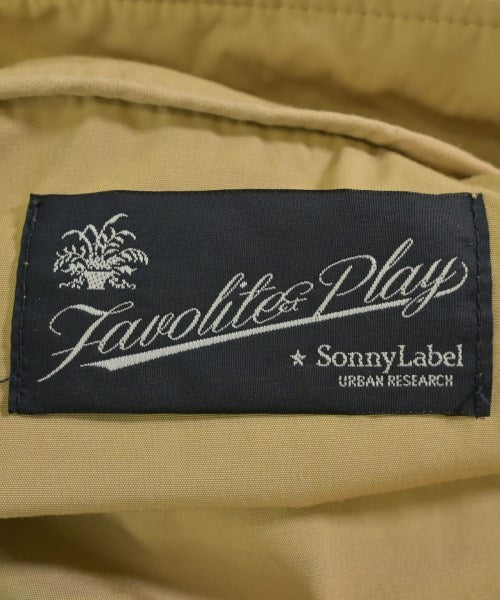 Favolite & Play
★ SonnyLabel
URBAN RESEARCH